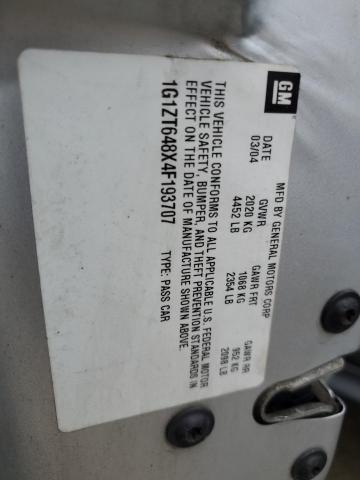 GM
MFD BY GENERAL MOTORS CORP
DATE GVWR GAWR FRT GAWR RR
03/04 2020 KG 1068 KG 952 KG
4452 LB 2354 LB 2098 LB
THIS VEHICLE CONFORMS TO ALL APPLICABLE U.S. FEDERAL MOTOR
VEHICLE SAFETY, BUMPER, AND THEFT PREVENTION STANDARDS IN
EFFECT ON THE DATE OF MANUFACTURE SHOWN ABOVE.
1G1ZT648X4F193707 TYPE: PASS CAR